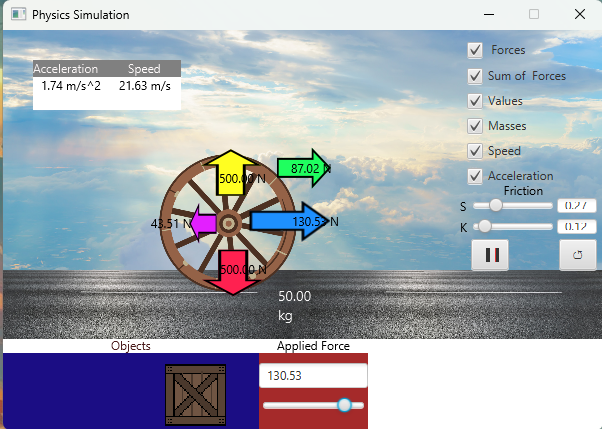 Physics Simulation
Forces
Acceleration Speed
1.74 m/s^2 21.63 m/s
Sum of Forces
Values
Masses
Speed
Acceleration
Friction
S 0.27
K 0.12
87.02 N
500.00 N
43.51 N
130.53 N
500.00 N
50.00
kg
Objects
Applied Force
130.53